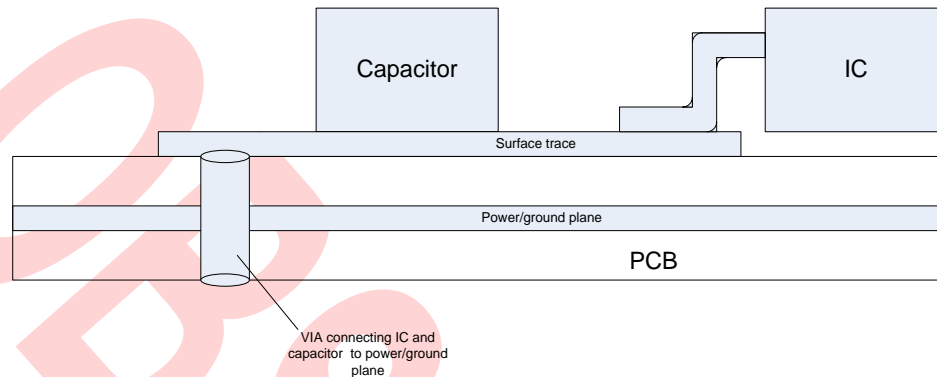 Capacitor
IC
Surface trace
Power/ground plane
PCB
VIA connecting IC and
capacitor to power/ground
plane